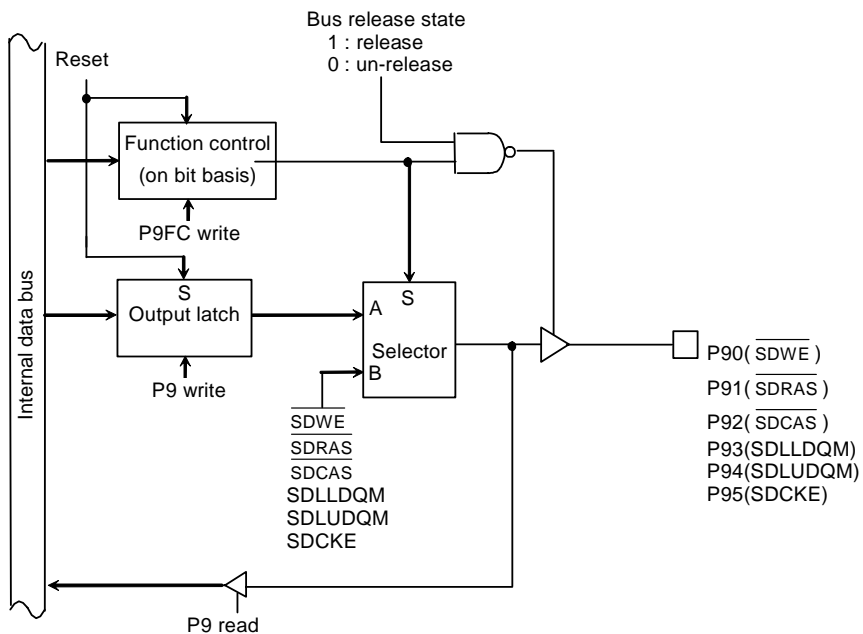 Bus release state
1 : release
0 : un-release
Reset
Function control
(on bit basis)
P9FC write
S
Output latch
P9 write
A
S
Selector
B
Internal data bus
SDWE
SDRAS
SDCAS
SDLLDQM
SDLUDQM
SDCKE
P90( SDWE )
P91( SDRAS)
P92( SDCAS )
P93(SDLLDQM)
P94(SDLUDQM)
P95(SDCKE)
P9 read